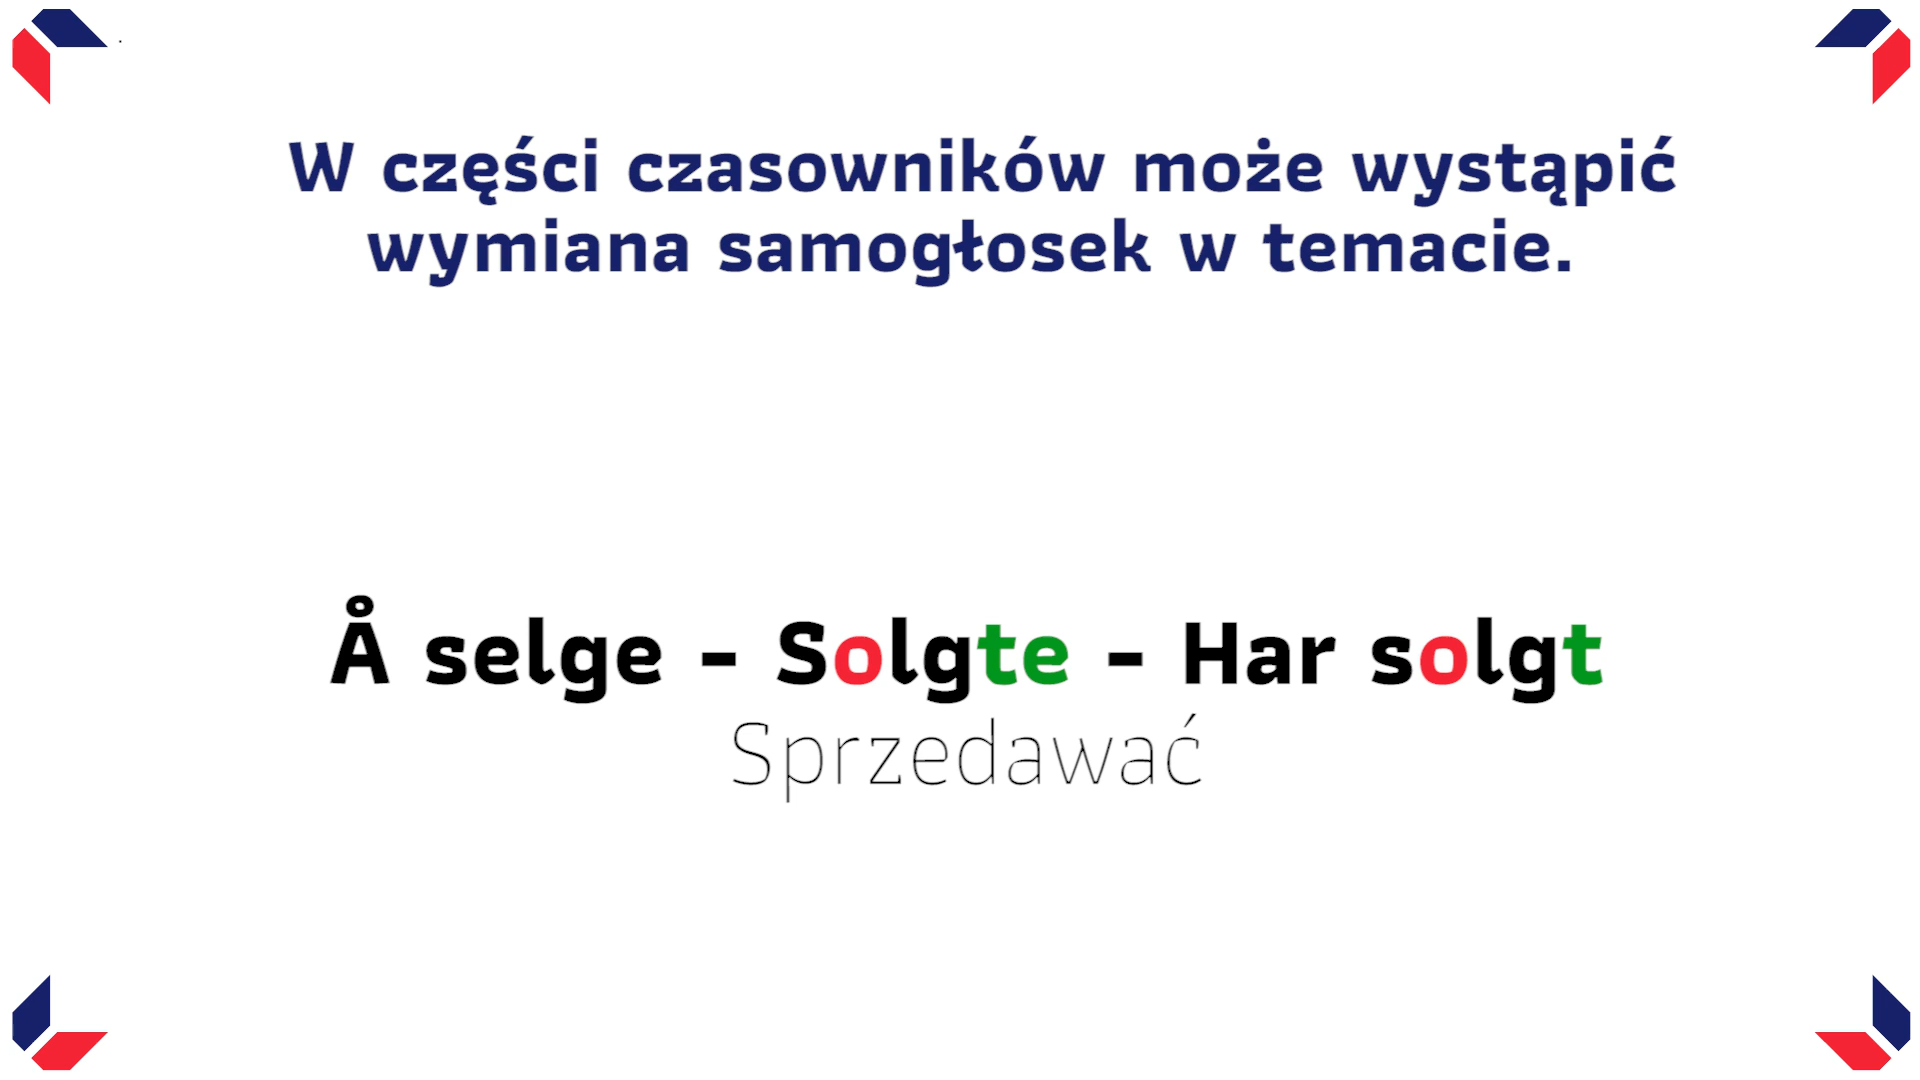 W części czasowników może wystąpić
wymiana samogłosek w temacie.
Å selge - Solgte - Har solgt
Sprzedawać